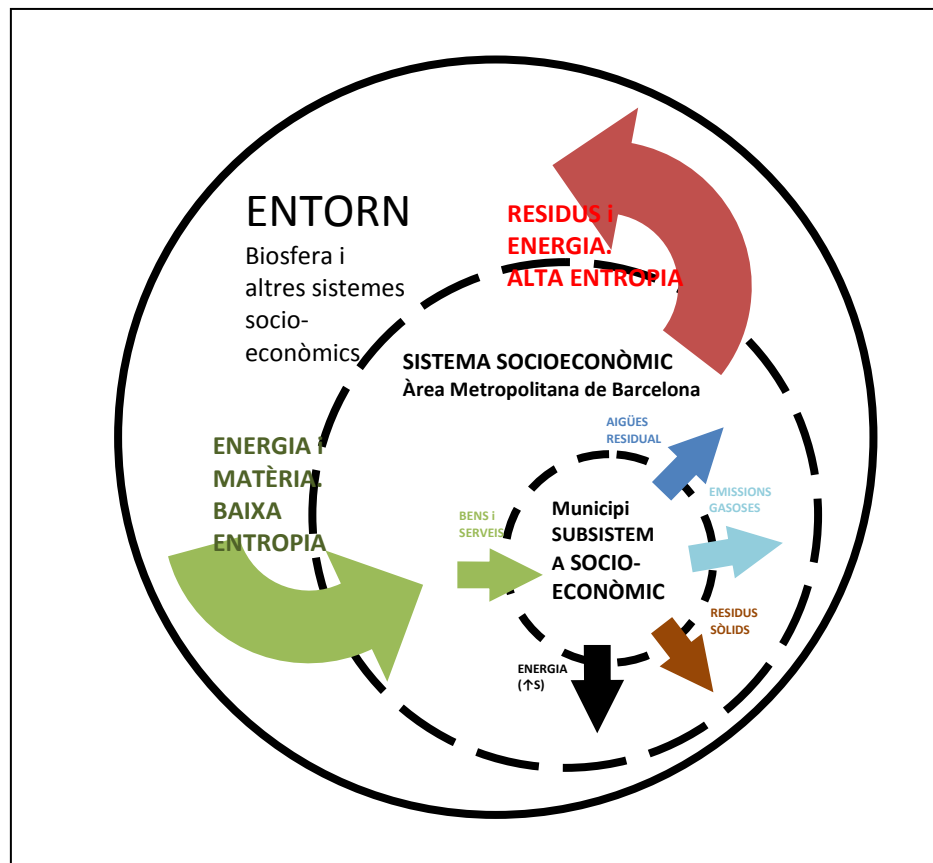 ENTORN
Biosfera i
altres sistemes
socio-
econòmics
RESIDUS i
ENERGIA.
ALTA ENTROPIA
SISTEMA SOCIOECONÒMIC
Àrea Metropolitana de Barcelona
ENERGIA i
MATÈRIA.
BAIXA
ENTROPIA
BENS i
SERVEIS
AIGÜES
RESIDUAL
EMISSIONS
GASOSES
Municipi
SUBSISTEM
A SOCIO-
ECONÒMIC
RESIDUS
SÒLIDS
ENERGIA
(↑S)